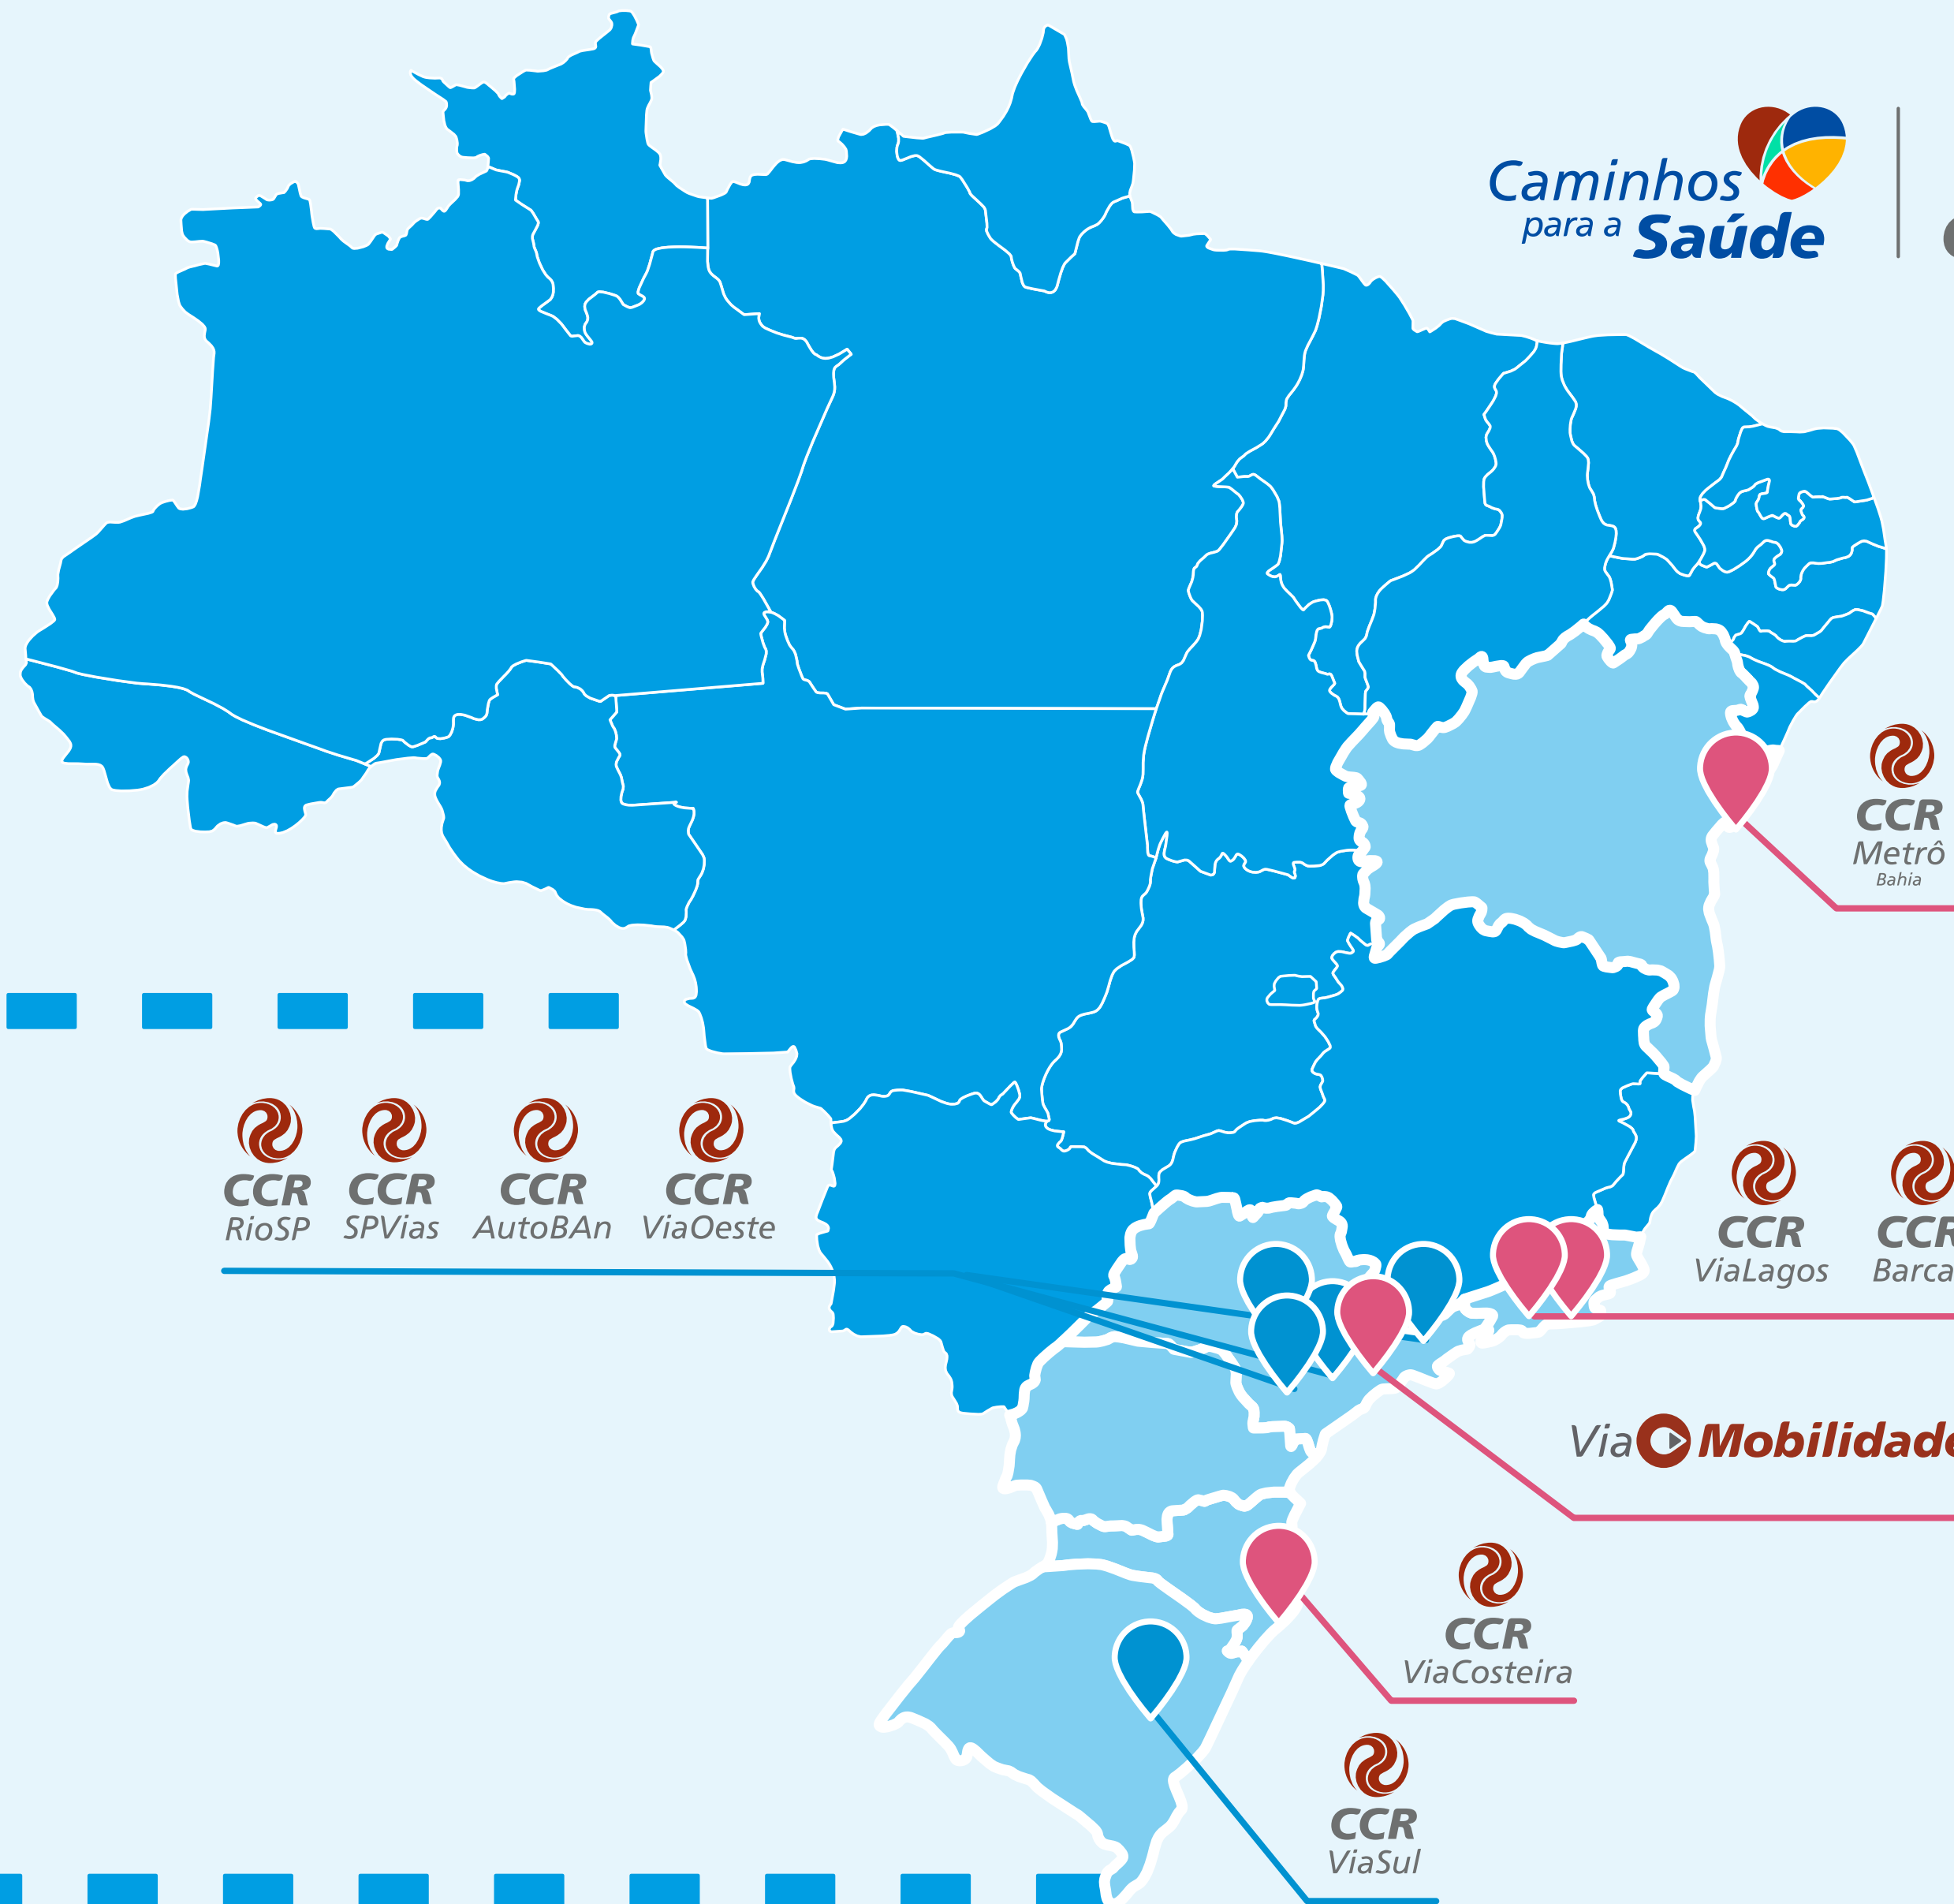 Caminhos
para a Saúde
CCR
Metrô
Bahia
CCR
RioSP
CCR
SPVias
CCR
AutoBAn
CCR
ViaOeste
CCR
ViaLagos
CCR
Barca
Via Mobilidade
CCR
ViaCosteira
CCR
ViaSul